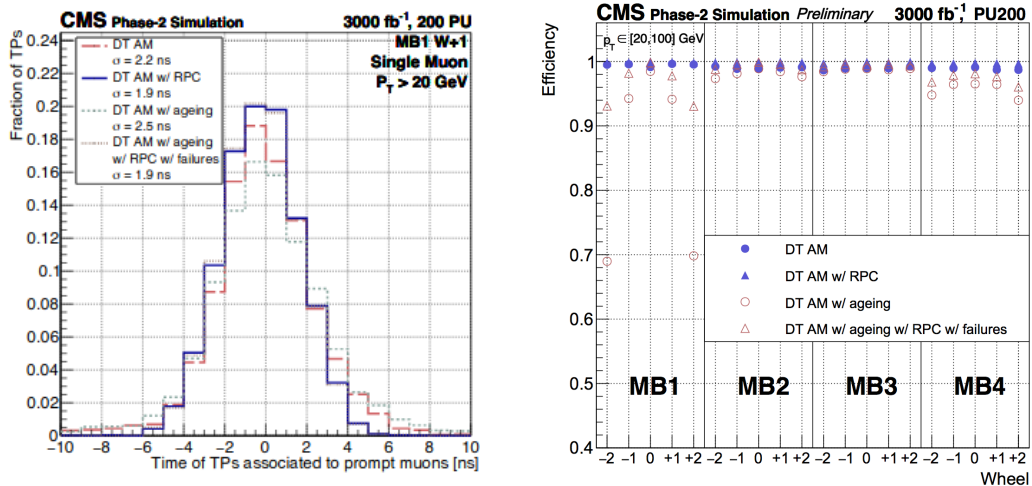 CMS Phase-2 Simulation 3000 fb-1, 200 PU
Fraction of TPs
0.24
0.22
0.2
0.18
0.16
0.14
0.12
0.1
0.08
0.06
0.04
0.02
0
DT AM
σ = 2.2 ns
DT AM w/ RPC
σ = 1.9 ns
DT AM w/ ageing
σ = 2.5 ns
DT AM w/ ageing
w/ RPC w/ failures
σ = 1.9 ns
MB1 W+1
Single Muon
PT > 20 GeV
−10 −8 −6 −4 −2 0 2 4 6 8 10
Time of TPs associated to prompt muons [ns]
CMS Phase-2 Simulation Preliminary 3000 fb-1, PU200
Efficiency
pT ∈ [20,100] GeV
1
0.9
0.8
0.7
0.6
0.5
0.4
DT AM
DT AM w/ RPC
DT AM w/ ageing
DT AM w/ ageing w/ RPC w/ failures
MB1 MB2 MB3 MB4
−2 −1 0 +1 +2 −2 −1 0 +1 +2 −2 −1 0 +1 +2 −2 −1 0 +1 +2
Wheel